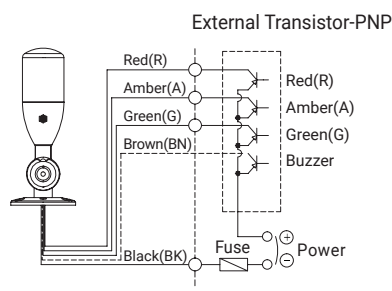 External Transistor-PNP
Red(R)
Red(R)
Amber(A)
Amber(A)
Green(G)
Green(G)
Brown(BN)
Buzzer
Black(BK)
Fuse
+
Power
−